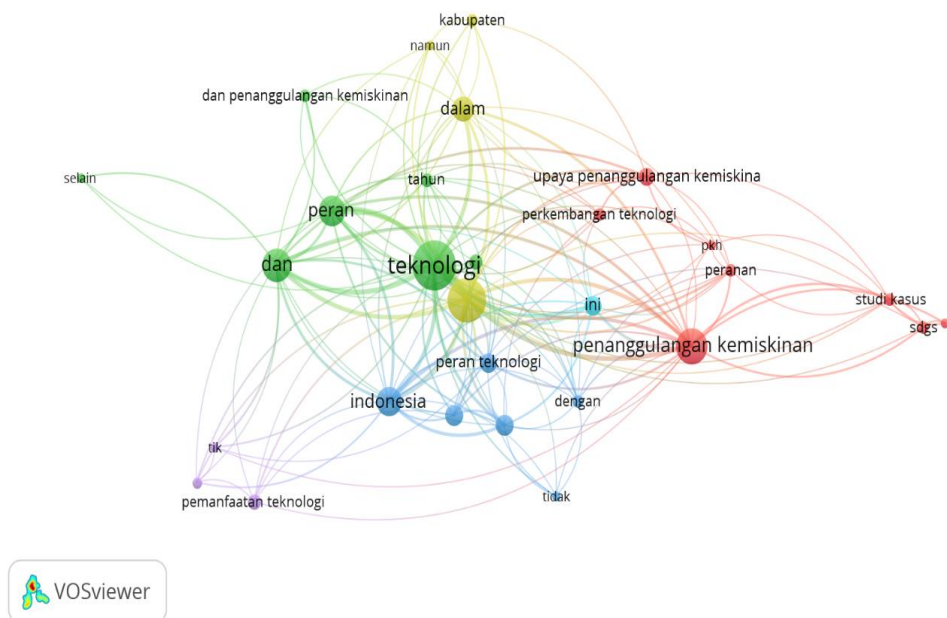 kabupaten
namun
dan penanggulangan kemiskinan
dalam
selain
tahun
upaya penanggulangan kemiskina
peran
perkembangan teknologi
pkh
dan
teknologi
peranan
ini
studi kasus
sdgs
penanggulangan kemiskinan
peran teknologi
indonesia
dengan
tik
pemanfaatan teknologi
tidak
VOSviewer